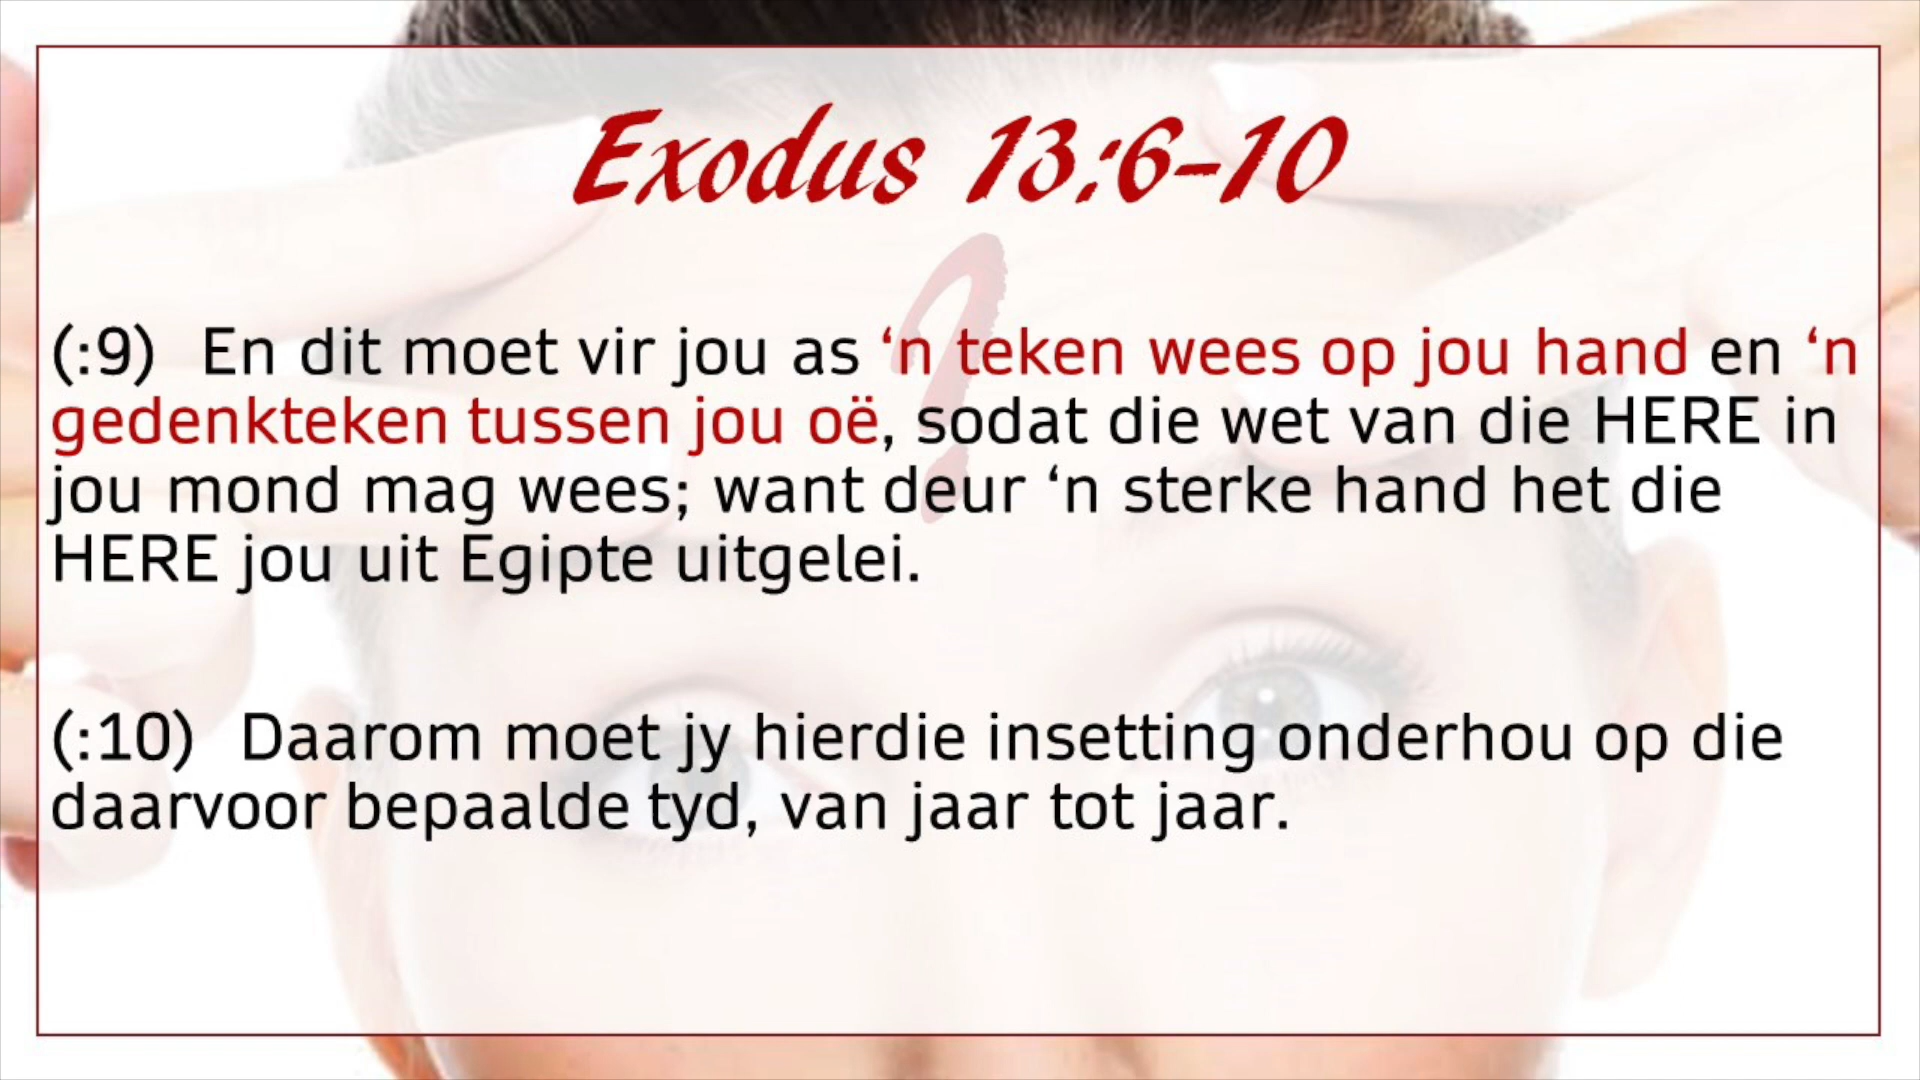 Exodus 13:6-10
(:9) En dit moet vir jou as ‘n teken wees op jou hand en ‘n
gedenkteken tussen jou oë, sodat die wet van die HERE in
jou mond mag wees; want deur ‘n sterke hand het die
HERE jou uit Egipte uitgelei.
(:10) Daarom moet jy hierdie insetting onderhou op die
daarvoor bepaalde tyd, van jaar tot jaar.